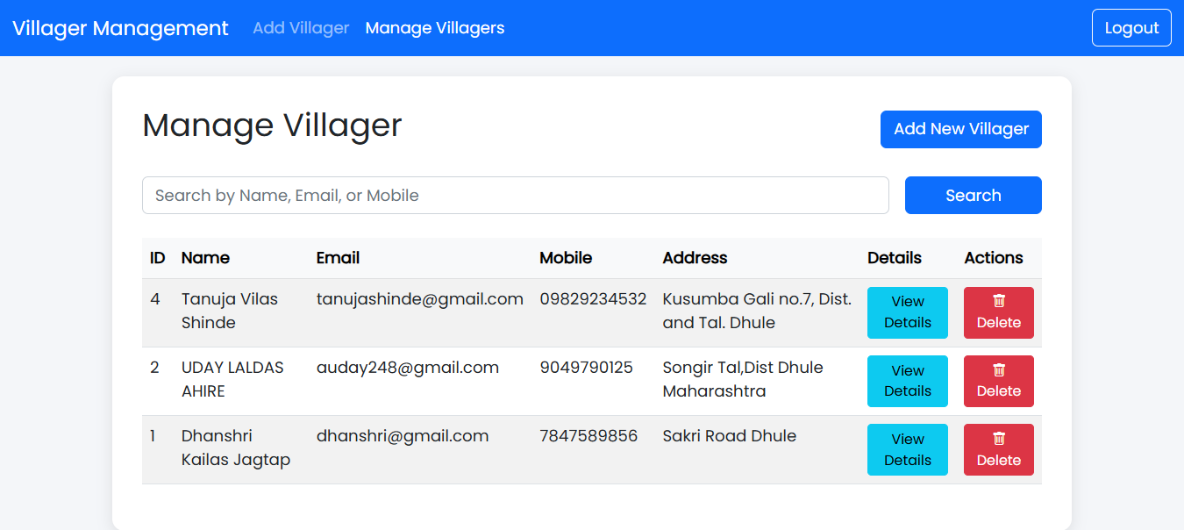 Villager Management Add Villager Manage Villagers Logout
Manage Villager
Add New Villager
Search by Name, Email, or Mobile Search
ID Name Email Mobile Address Details Actions
4 Tanuja Vilas tanujashinde@gmail.com 09829234532 Kusumba Gali no.7, Dist. View
Shinde and Tal. Dhule Details Delete
2 UDAY LALDAS auday248@gmail.com 9049790125 Songir Tal,Dist Dhule View
AHIRE Maharashtra Details Delete
1 Dhanshri dhanshri@gmail.com 7847589856 Sakri Road Dhule View
Kailas Jagtap Details Delete